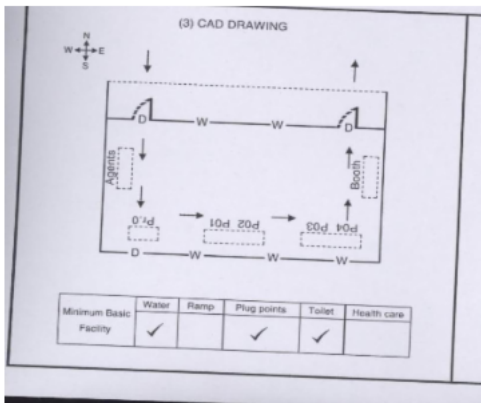 (3) CAD DRAWING
N
W E
S
D W W D
Agents
Booth
Pr.O P01 P02 P03 P04
D W W W
Minimum Basic Facility
Water Ramp Plug points Toilet Health care
✓ ✓ ✓